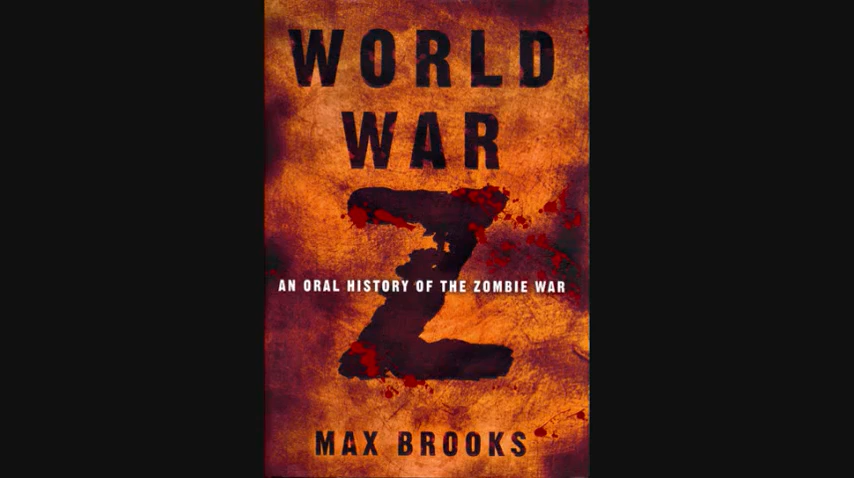 WORLD
WAR
Z
AN ORAL HISTORY OF THE ZOMBIE WAR
MAX BROOKS